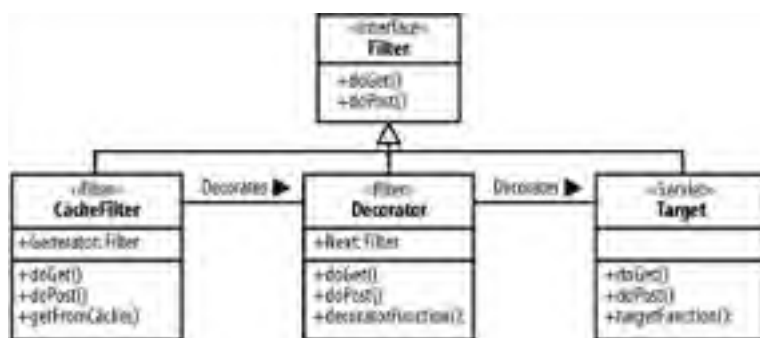 «interface»
Filter
+doGet()
+doPost()
Decorates ▶
Decorates ▶
«Filter»
CacheFilter
+Generator: Filter
+doGet()
+doPost()
+getFromCache()
«Filter»
Decorator
+Next: Filter
+doGet()
+doPost()
+decoratorFunction()
«Servlet»
Target
+doGet()
+doPost()
+targetFunction()